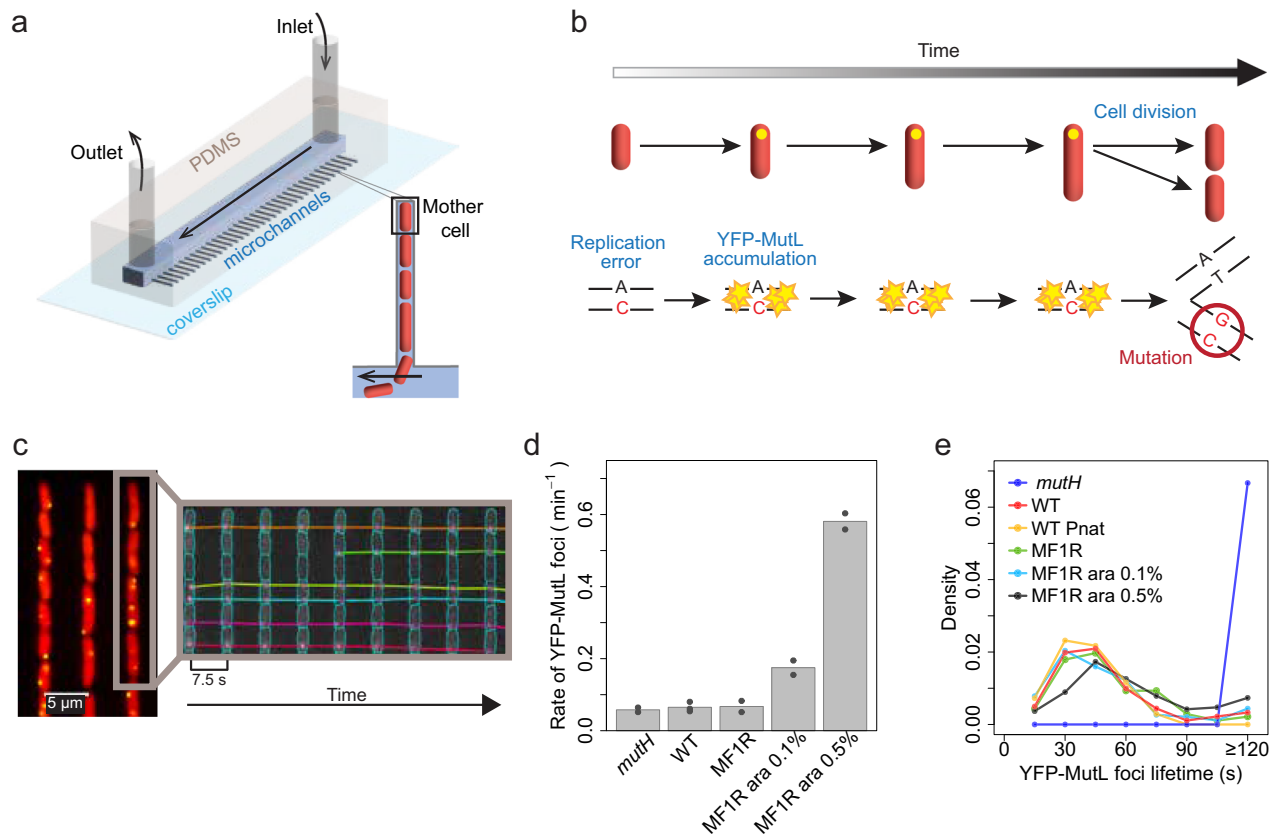 a
Inlet
Outlet
PDMS
microchannels
coverslip
Mother
cell
b
Time
Cell division
Replication
error
YFP-MutL
accumulation
A
C
A
C
A
C
A
C
A
T
G
C
Mutation
c
5 µm
7.5 s
Time
d
Rate of YFP-MutL foci ( min⁻¹)
0.0
0.2
0.4
0.6
mutH
WT
MF1R
MF1R ara 0.1%
MF1R ara 0.5%
e
Density
0.00
0.02
0.04
0.06
mutH
WT
WT Pnat
MF1R
MF1R ara 0.1%
MF1R ara 0.5%
0
30
60
90
≥120
YFP-MutL foci lifetime (s)